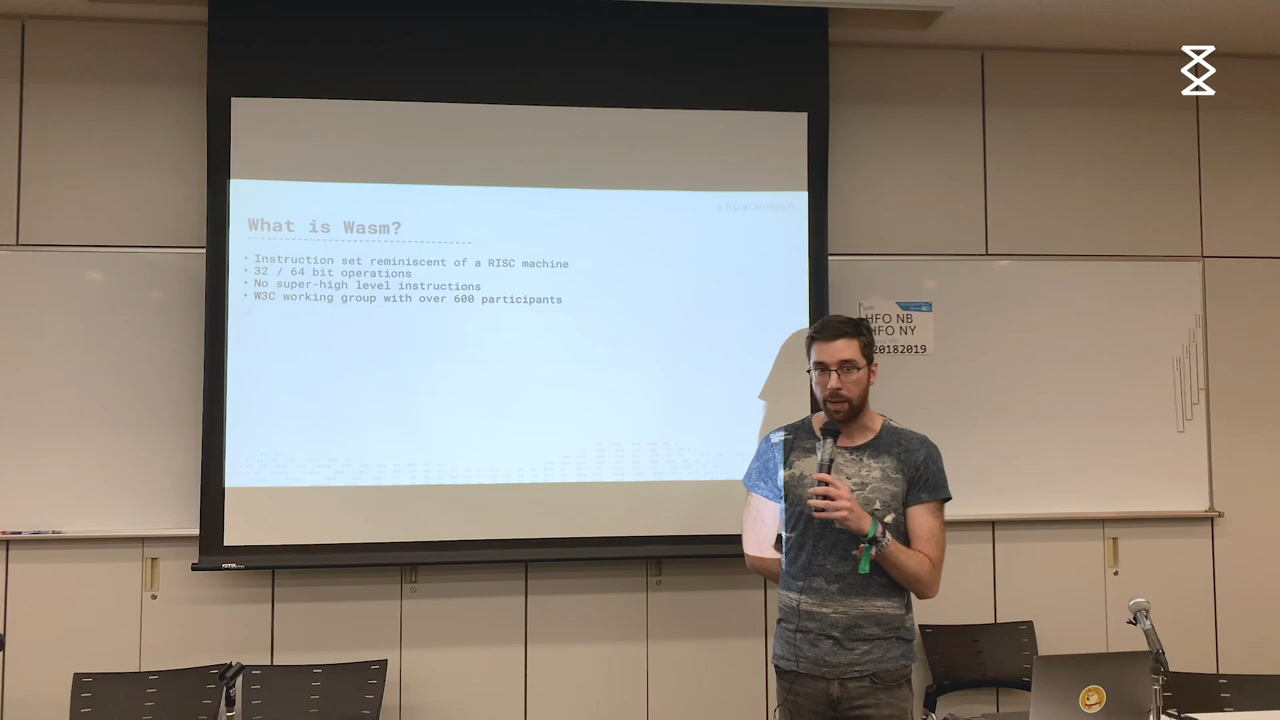 spacemesh
What is Wasm?
• Instruction set reminiscent of a RISC machine
• 32 / 64 bit operations
• No super-high level instructions
• W3C working group with over 600 participants
HFO NB
HFO NY
20182019